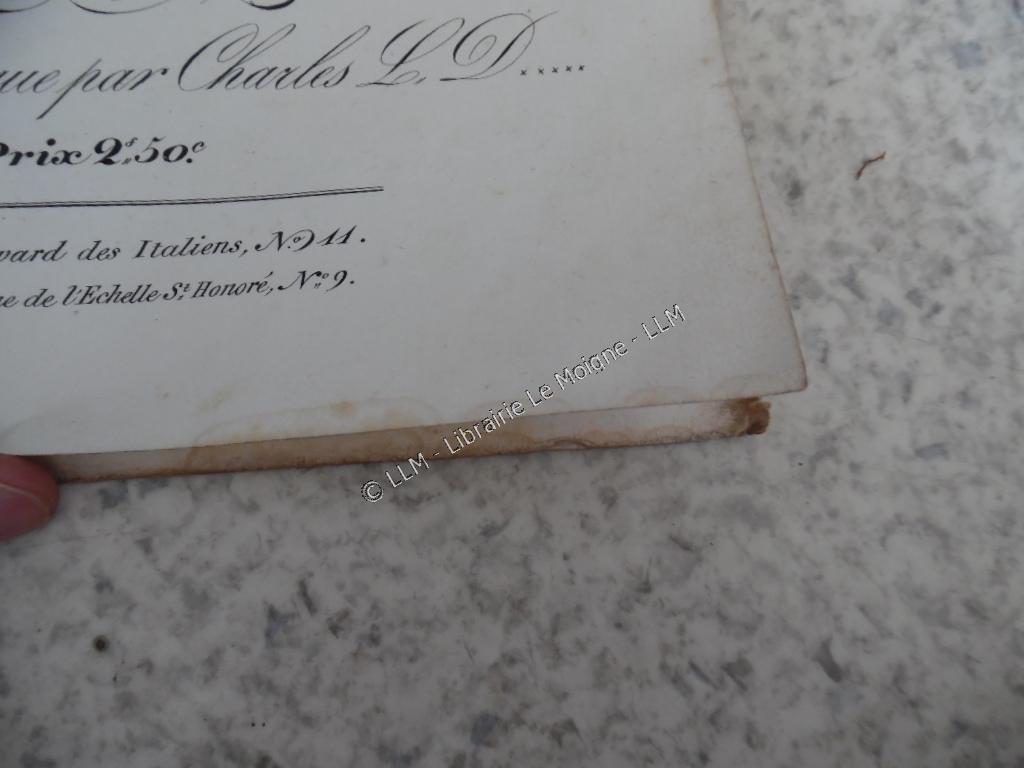 que par Charles L. D.....
Prix 2f,,50c
vard des Italiens, No 11.
ue de l'Echelle St Honoré, No 9.
© LLM - Librairie Le Moigne - LLM